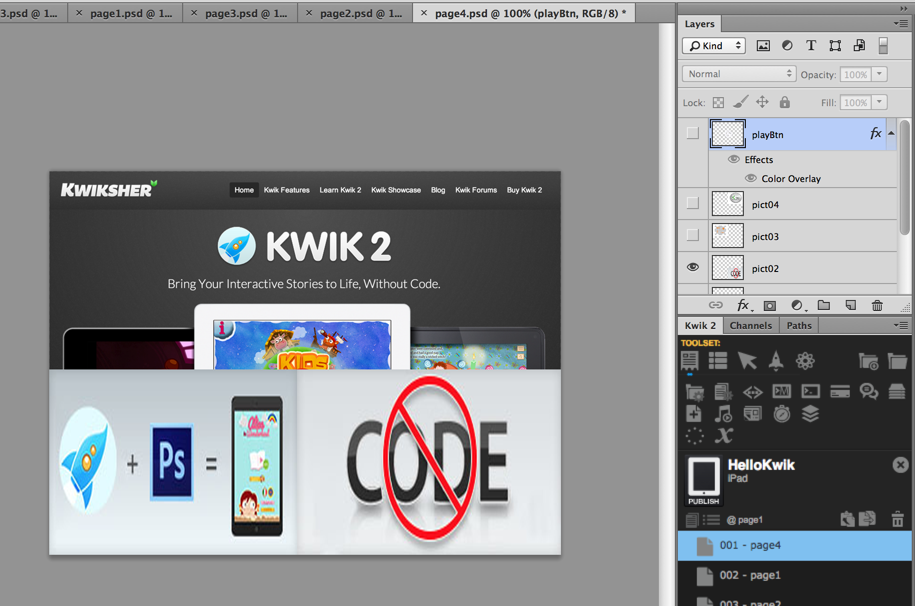 3.psd @ 1...
× page1.psd @ 1...
× page3.psd @ 1...
× page2.psd @ 1...
× page4.psd @ 100% (playBtn, RGB/8) *
Layers
Kind
T
Normal
Opacity: 100%
Lock:
Fill: 100%
playBtn fx
Effects
Color Overlay
pict04
pict03
CODE
pict02
fx
KWIKSHER
Home Kwik Features Learn Kwik 2 Kwik Showcase Blog Kwik Forums Buy Kwik 2
KWIK 2
Bring Your Interactive Stories to Life, Without Code.
i
KIDS
+ Ps =
CODE
Kwik 2 Channels Paths
TOOLSET:
HelloKwik
iPad
PUBLISH
@ page1
001 - page4
002 - page1
003 - page2